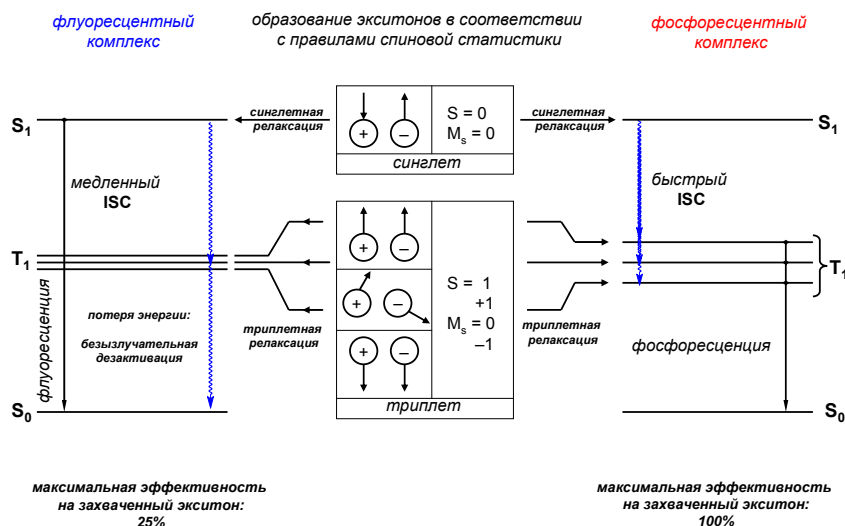 флуоресцентный
комплекс
образование экситонов в соответствии
с правилами спиновой статистики
фосфоресцентный
комплекс
S1
синглетная
релаксация
+
–
S = 0
Ms = 0
синглет
синглетная
релаксация
S1
медленный
ISC
быстрый
ISC
T1
+
–
+
–
+
–
S = 1
+1
Ms = 0
–1
триплет
T1
флуоресценция
потеря энергии:
безызлучательная
дезактивация
триплетная
релаксация
триплетная
релаксация
фосфоресценция
S0
S0
максимальная эффективность
на захваченный экситон:
25%
максимальная эффективность
на захваченный экситон:
100%